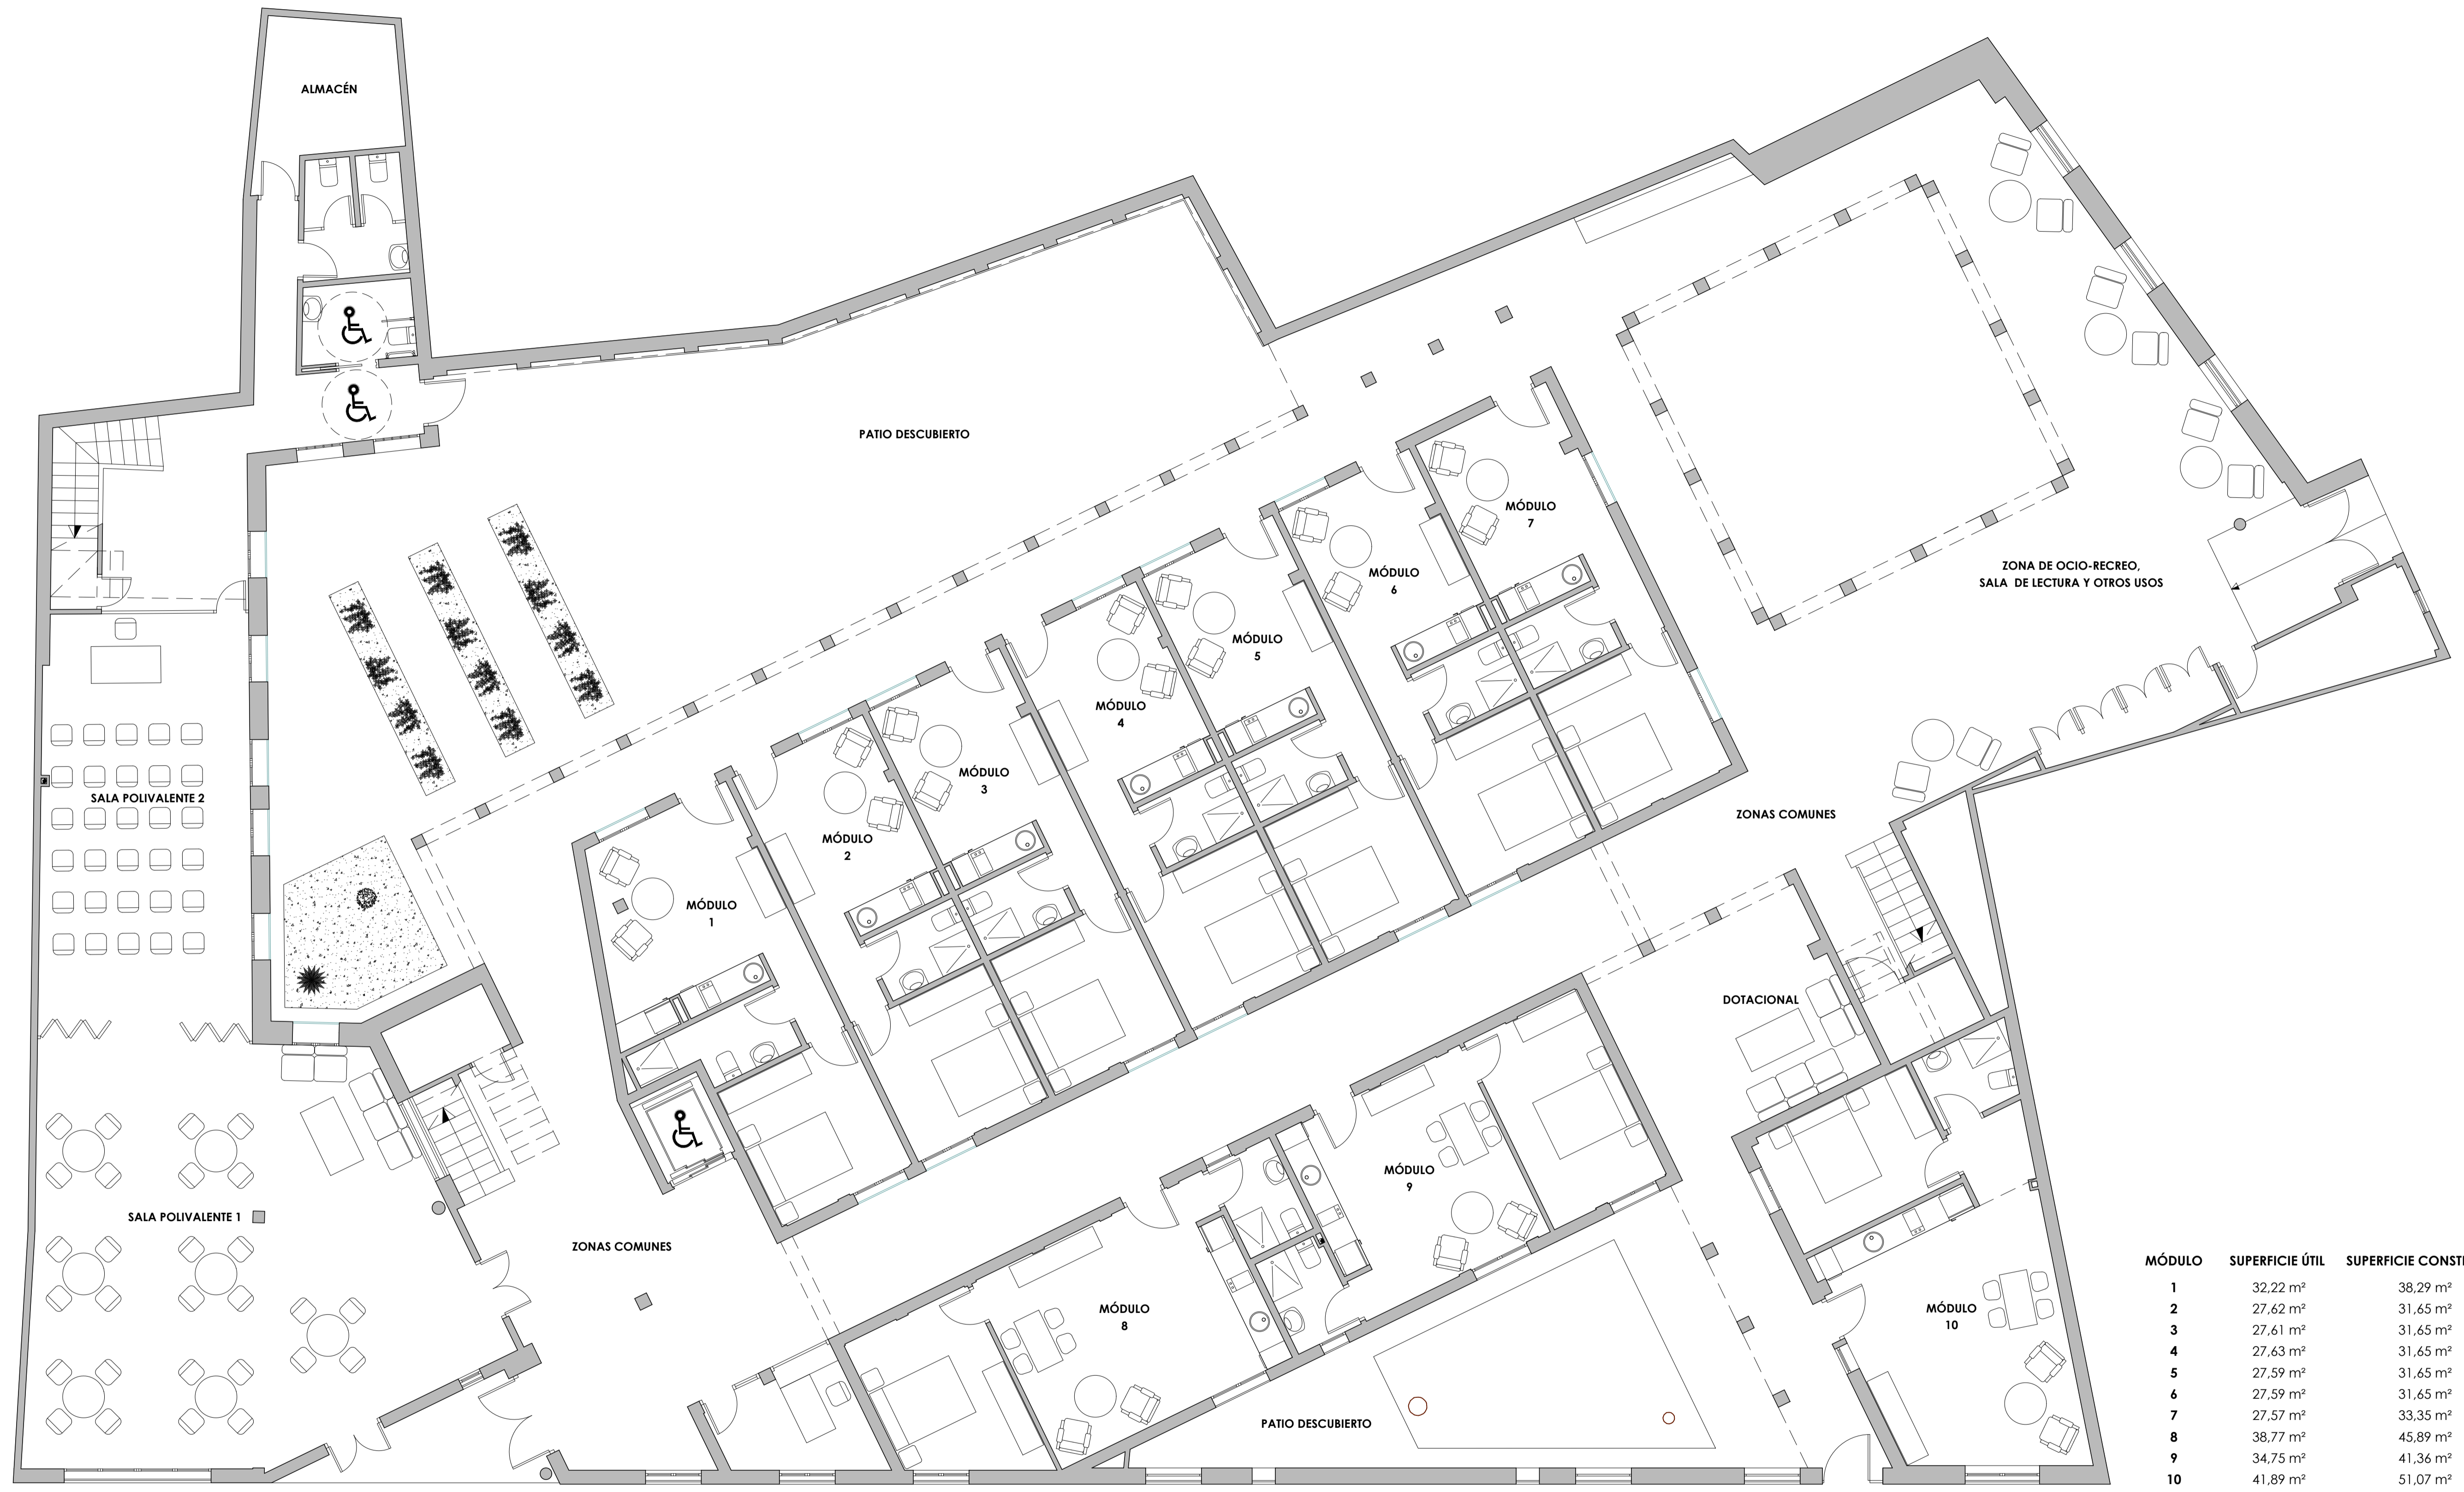 ALMACÉN
PATIO DESCUBIERTO
MÓDULO
7
MÓDULO
6
ZONA DE OCIO-RECREO,
SALA DE LECTURA Y OTROS USOS
MÓDULO
5
MÓDULO
4
MÓDULO
3
SALA POLIVALENTE 2
ZONAS COMUNES
MÓDULO
2
MÓDULO
1
DOTACIONAL
MÓDULO
9
SALA POLIVALENTE 1
ZONAS COMUNES
MÓDULO
8
MÓDULO
10
PATIO DESCUBIERTO
MÓDULO SUPERFICIE ÚTIL SUPERFICIE
1 32,22 m² 38,29 m²
2 27,62 m² 31,65 m²
3 27,61 m² 31,65 m²
4 27,63 m² 31,65 m²
5 27,59 m² 31,65 m²
6 27,59 m² 31,65 m²
7 27,57 m² 33,35 m²
8 38,77 m² 45,89 m²
9 34,75 m² 41,36 m²
10 41,89 m² 51,07 m²